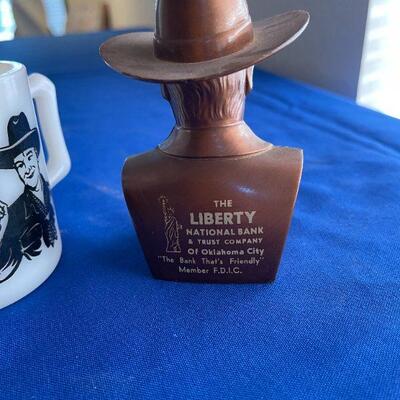 THE
LIBERTY
NATIONAL BANK
& TRUST COMPANY
Of Oklahoma City
"The Bank That's Friendly"
Member F.D.I.C.